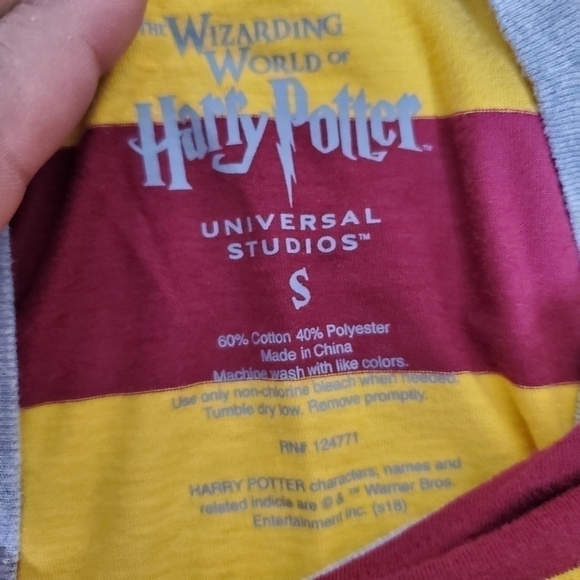 THE WIZARDING
WORLD OF
Harry Potter™
UNIVERSAL
STUDIOS™
S
60% Cotton 40% Polyester
Made in China
Machine wash with like colors.
Use only non-chlorine bleach when needed.
Tumble dry low. Remove promptly.
RN# 124771
HARRY POTTER characters, names and
related indicia are © & ™ Warner Bros.
Entertainment Inc. (s18)